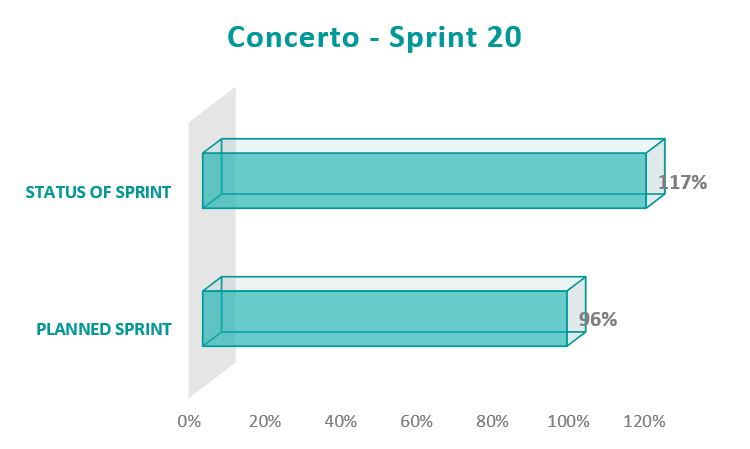 Concerto - Sprint 20
STATUS OF SPRINT
117%
PLANNED SPRINT
96%
0% 20% 40% 60% 80% 100% 120%